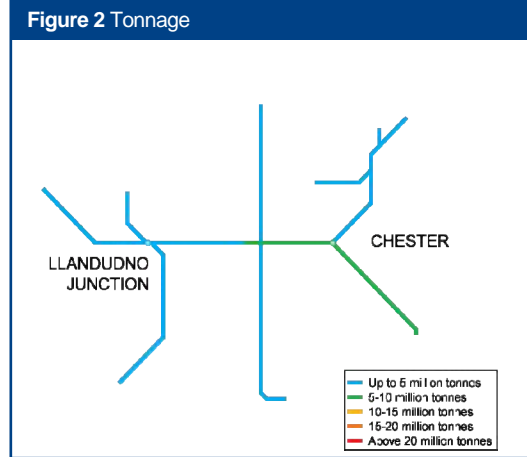 Figure 2 Tonnage
CHESTER
LLANDUDNO
JUNCTION
Up to 5 million tonnes
5-10 million tonnes
10-15 million tonnes
15-20 million tonnes
Above 20 million tonnes